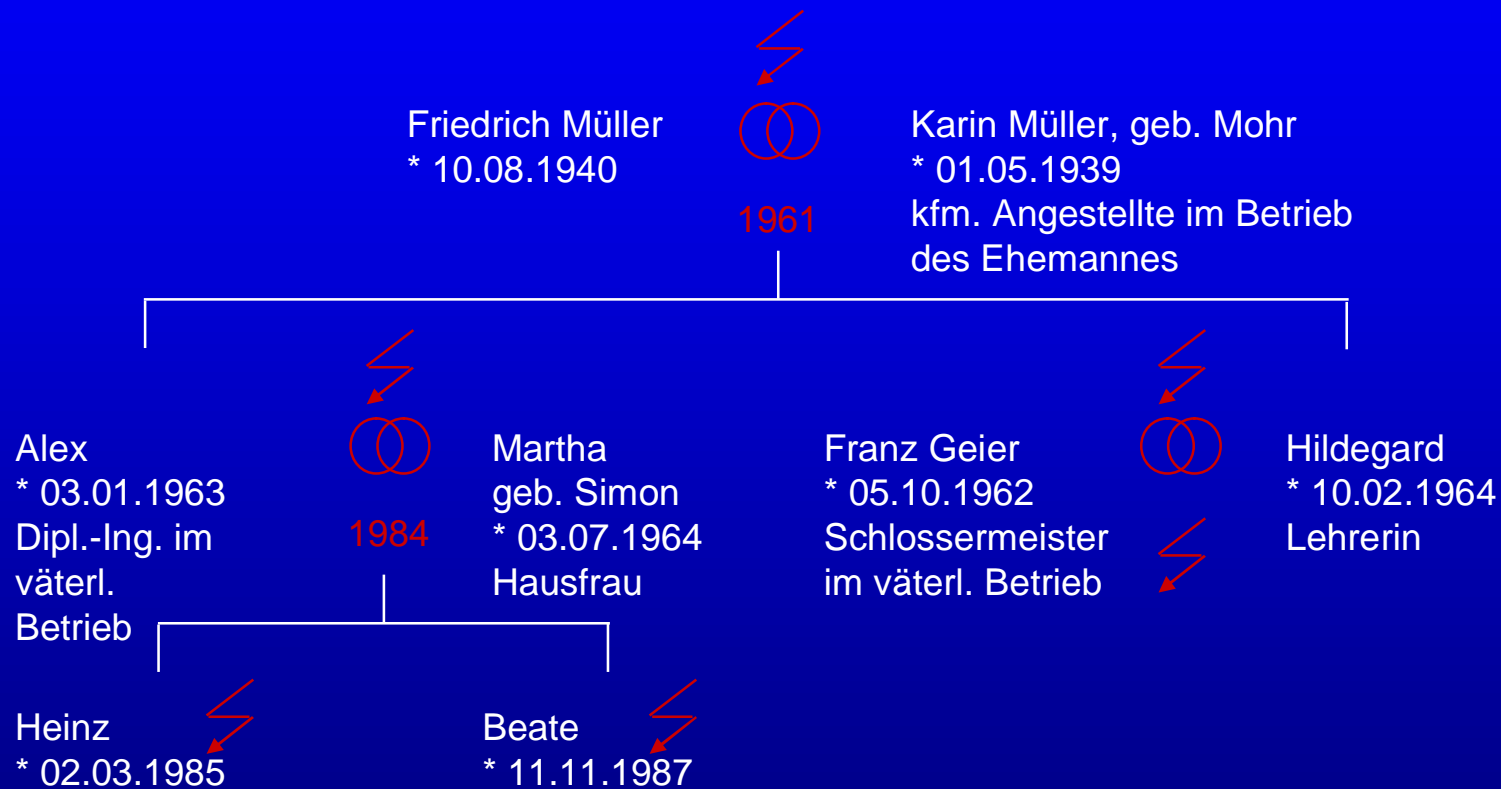 Friedrich Müller
* 10.08.1940
Karin Müller, geb. Mohr
* 01.05.1939
kfm. Angestellte im Betrieb
des Ehemannes
1961
Alex
* 03.01.1963
Dipl.-Ing. im
väterl.
Betrieb
1984
Martha
geb. Simon
* 03.07.1964
Hausfrau
Franz Geier
* 05.10.1962
Schlossermeister
im väterl. Betrieb
Hildegard
* 10.02.1964
Lehrerin
Heinz
* 02.03.1985
Beate
* 11.11.1987